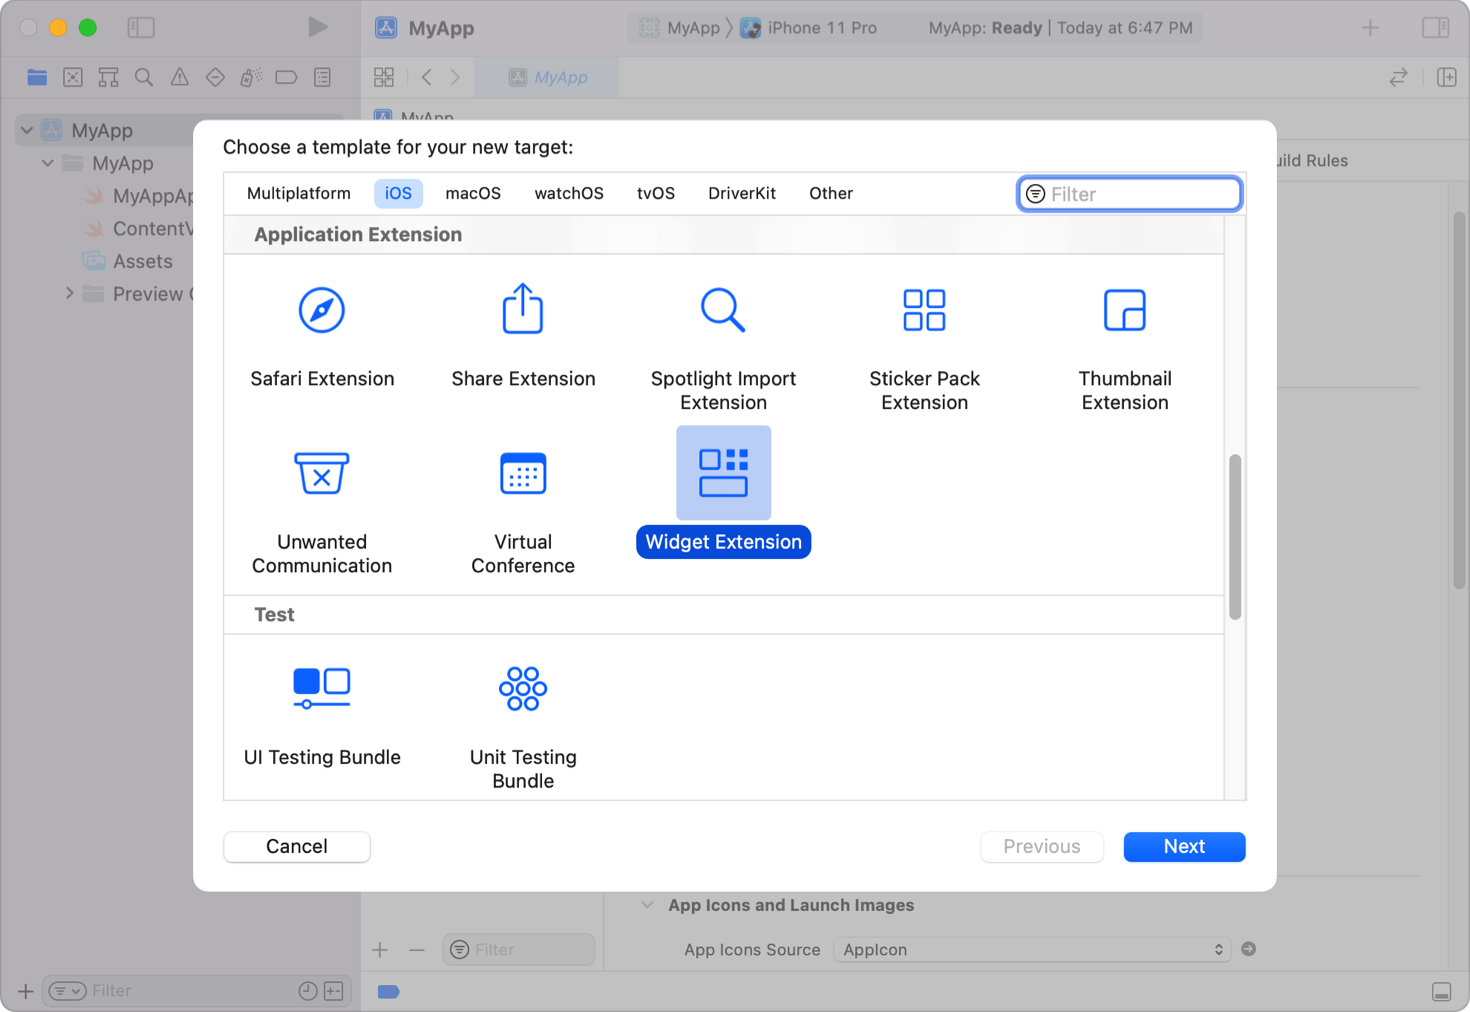 MyApp
MyApp
iPhone 11 Pro
MyApp: Ready | Today at 6:47 PM
MyApp
MyApp
MyApp
MyApp
MyAppAp
ContentV
Assets
Preview
uild Rules
Choose a template for your new target:
Multiplatform
iOS
macOS
watchOS
tvOS
DriverKit
Other
Filter
Application Extension
Safari Extension
Share Extension
Spotlight Import
Extension
Sticker Pack
Extension
Thumbnail
Extension
Unwanted
Communication
Virtual
Conference
Widget Extension
Test
UI Testing Bundle
Unit Testing
Bundle
Cancel
Previous
Next
App Icons and Launch Images
Filter
App Icons Source
AppIcon
Filter